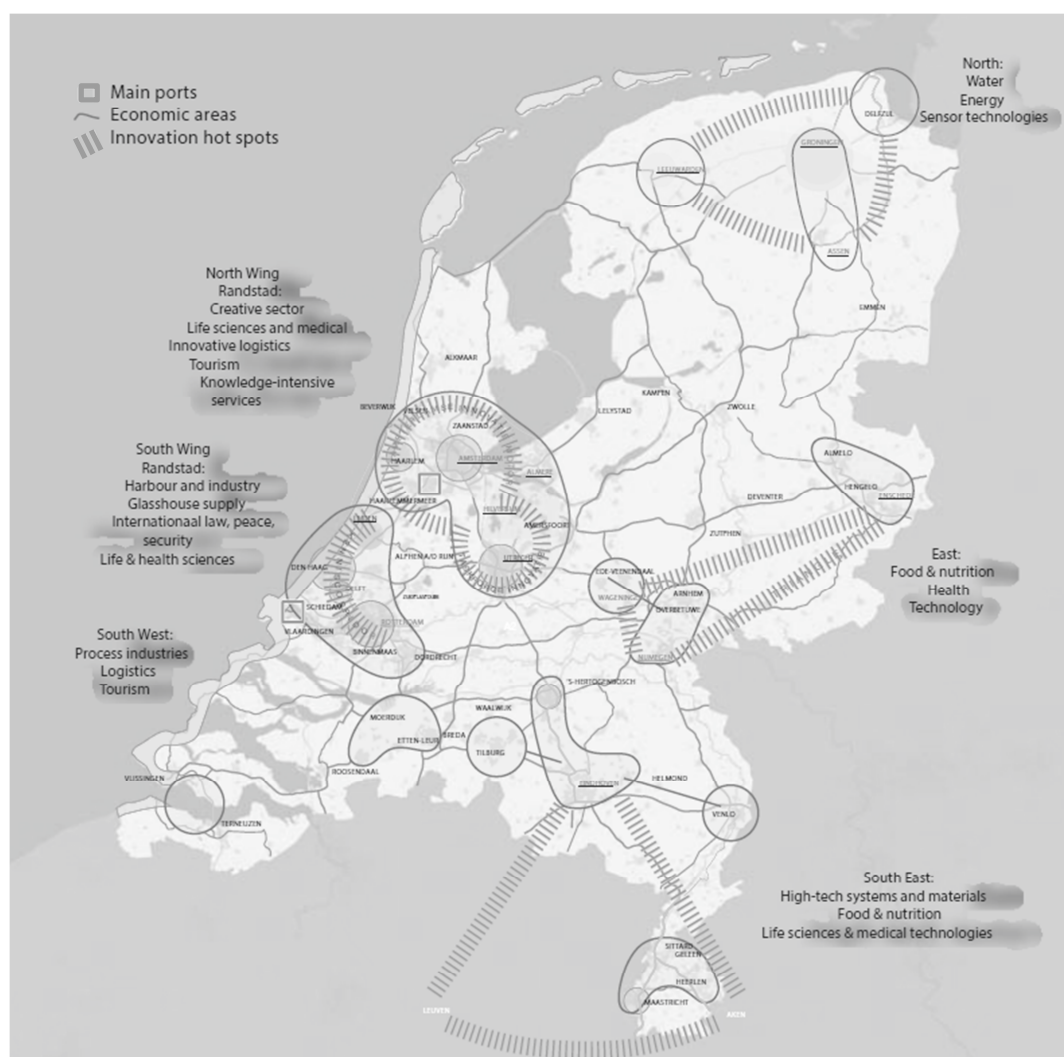 Main ports
Economic areas
Innovation hot spots
North:
Water
Energy
Sensor technologies
DELFZIJL
GRONINGEN
LEEUWARDEN
ASSEN
EMMEN
North Wing
Randstad:
Creative sector
Life sciences and medical
Innovative logistics
Tourism
Knowledge-intensive
services
ALKMAAR
KAMPEN
BEVERWIJK
LELYSTAD
ZWOLLE
ZAANSTAD
South Wing
Randstad:
Harbour and industry
Glasshouse supply
Internationaal law, peace,
security
Life & health sciences
HAARLEM
AMSTERDAM
ALMERE
ALMELO
HENGELO
ENSCHEDE
DEVENTER
HAARLEMMERMEER
HILVERSUM
AMERSFOORT
LEIDEN
ZUTPHEN
UTRECHT
DEN HAAG
DELFT
EDE-VEENENDAAL
WAGENINGEN
ARNHEM
OVERBETUWE
East:
Food & nutrition
Health
Technology
SCHIEDAM
ROTTERDAM
VLAARDINGEN
BINNENMAAS
DORDRECHT
NIJMEGEN
South West:
Process industries
Logistics
Tourism
'S-HERTOGENBOSCH
WAALWIJK
MOERDIJK
ETTEN-LEUR
BREDA
TILBURG
ROOSENDAAL
EINDHOVEN
HELMOND
VLISSINGEN
TERNEUZEN
VENLO
South East:
High-tech systems and materials
Food & nutrition
Life sciences & medical technologies
SITTARD
GELEEN
HEERLEN
MAASTRICHT
LEUVEN
AKEN